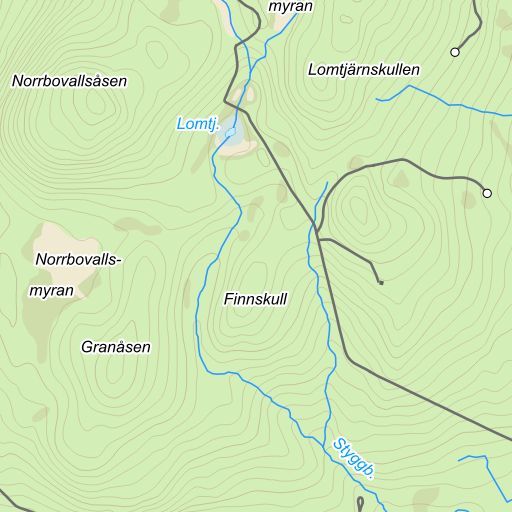 myran
Lomtjärnskullen
Norrbovallsåsen
Lomtj.
Norrbovalls-
myran
Finnskull
Granåsen
Styggb.